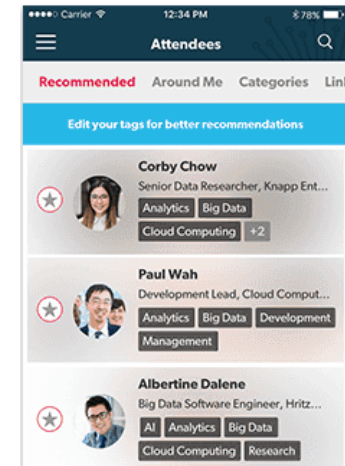 Carrier 12:34 PM 78%
Attendees
Recommended Around Me Categories Lin
Edit your tags for better recommendations
Corby Chow
Senior Data Researcher, Knapp Ent...
Analytics Big Data
Cloud Computing +2
Paul Wah
Development Lead, Cloud Comput...
Analytics Big Data Development
Management
Albertine Dalene
Big Data Software Engineer, Hritz...
AI Analytics Big Data
Cloud Computing Research